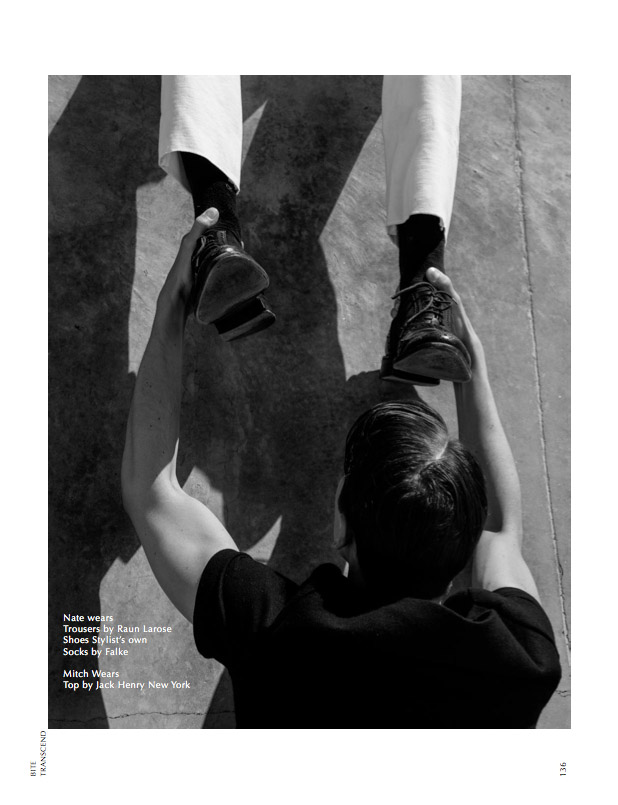 Nate wears
Trousers by Raun Larose
Shoes Stylist's own
Socks by Falke
Mitch Wears
Top by Jack Henry New York
BITE
TRANSCEND
136